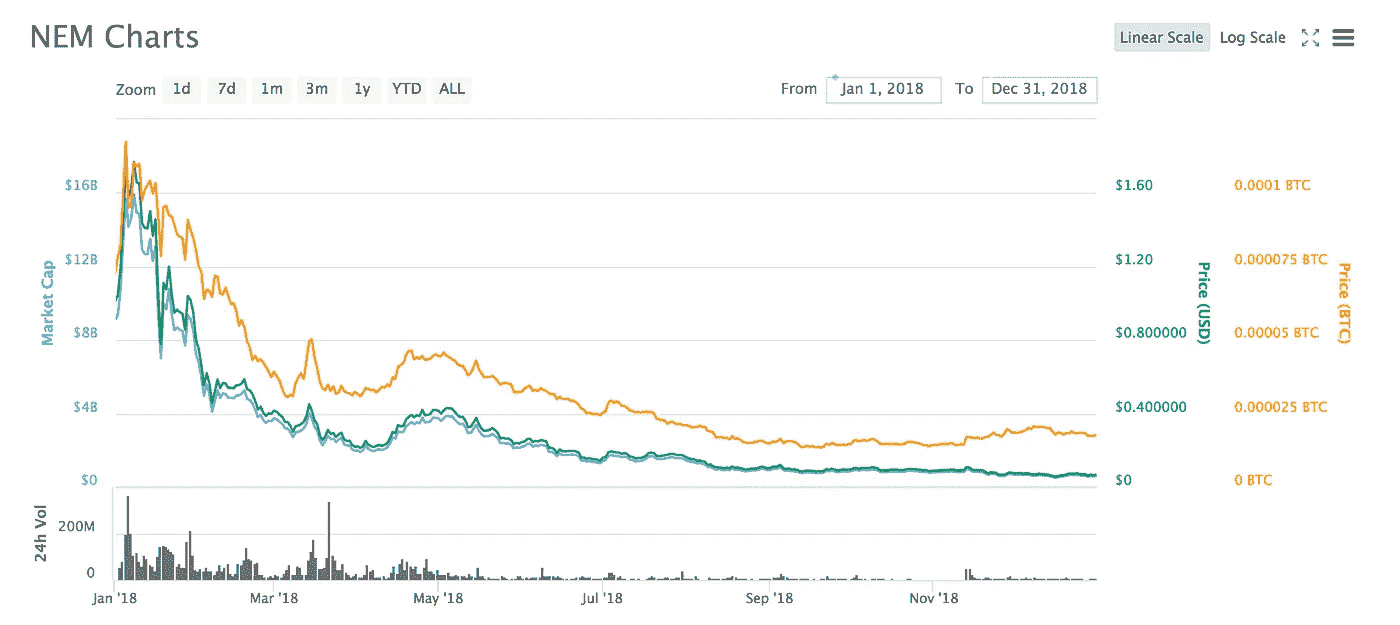 NEM Charts
Linear Scale Log Scale
Zoom 1d 7d 1m 3m 1y YTD ALL From Jan 1, 2018 To Dec 31, 2018
$16B $1.60 0.0001 BTC
$12B $1.20 0.000075 BTC
Market Cap Price (USD) Price (BTC)
$8B $0.800000 0.00005 BTC
$4B $0.400000 0.000025 BTC
$0 $0 0 BTC
24h Vol
200M
0
Jan '18 Mar '18 May '18 Jul '18 Sep '18 Nov '18